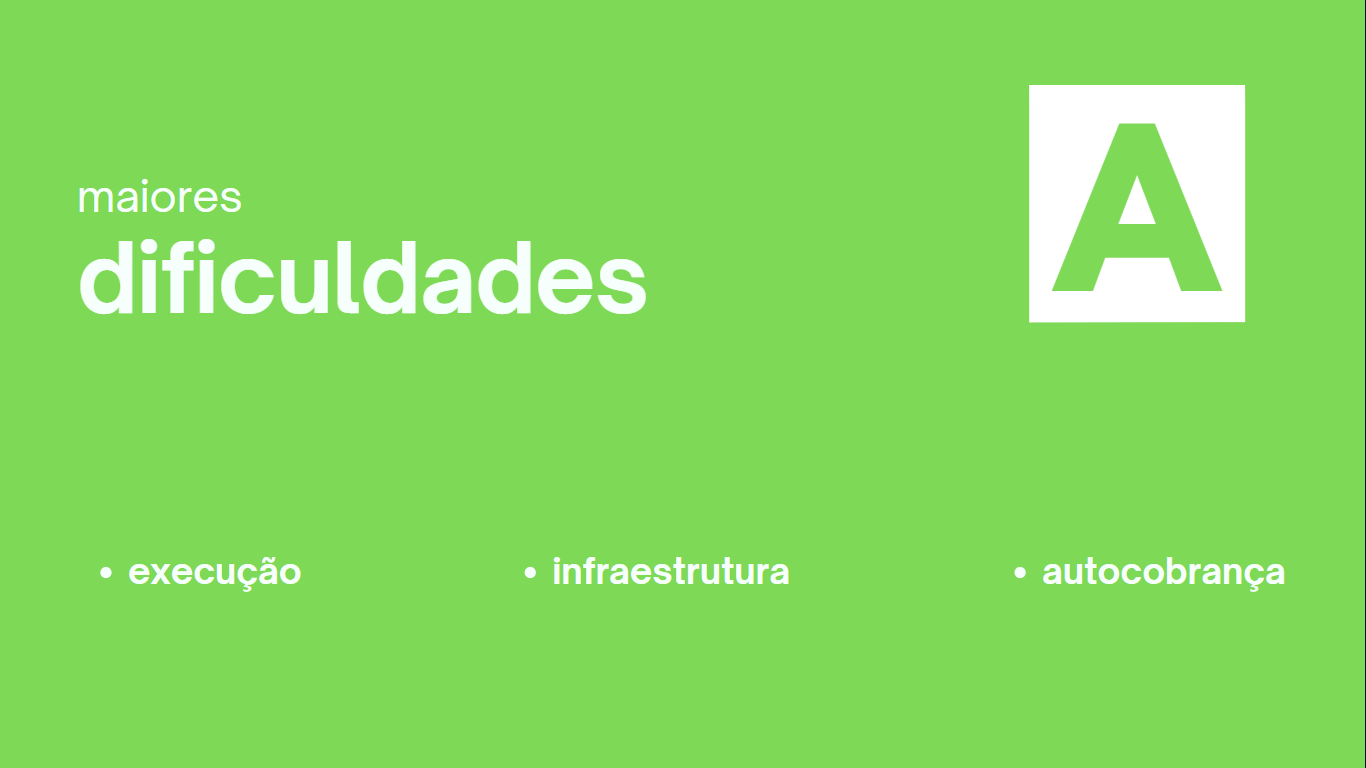 A
maiores
dificuldades
• execução
• infraestrutura
• autocobrança